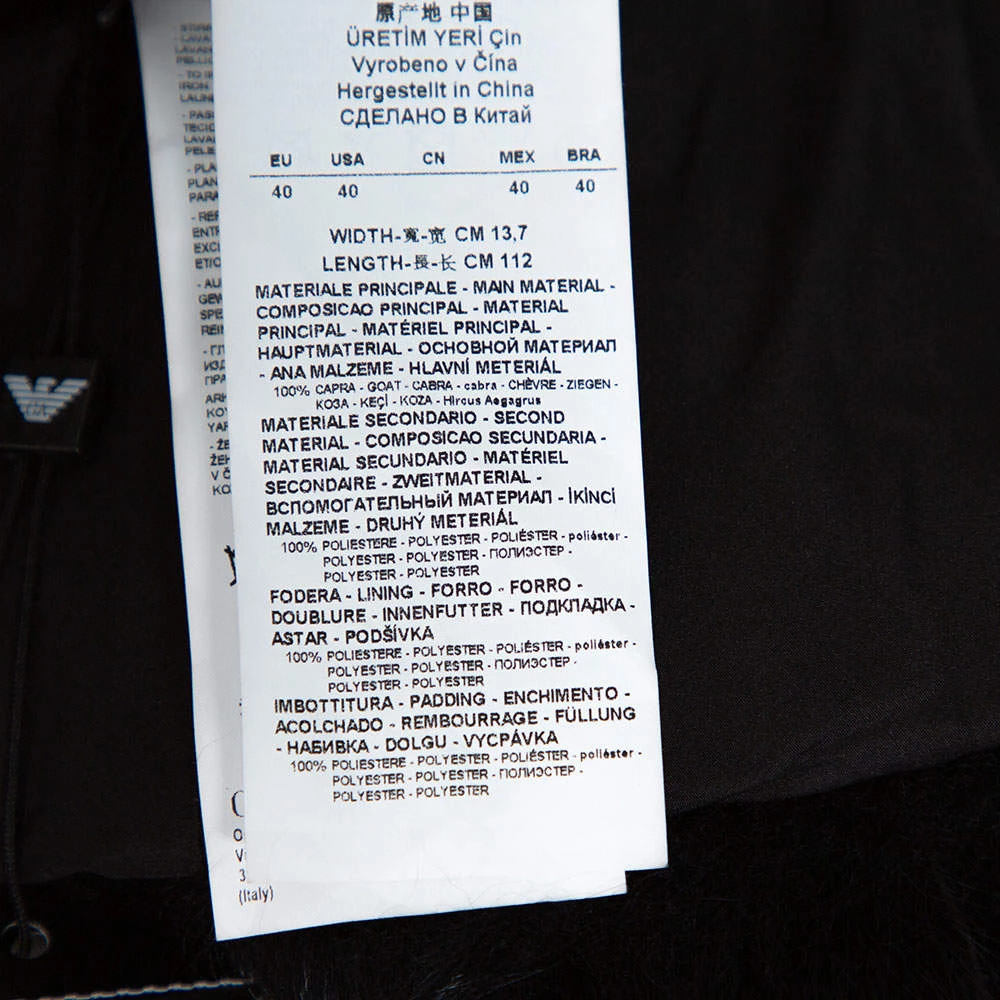 原产地 中国
ÜRETİM YERİ Çin
Vyrobeno v Čína
Hergestellt in China
СДЕЛАНО В Китай
EU USA CN MEX BRA
40 40 40 40
WIDTH-寬-宽 CM 13,7
LENGTH-長-长 CM 112
MATERIALE PRINCIPALE - MAIN MATERIAL -
COMPOSICAO PRINCIPAL - MATERIAL
PRINCIPAL - MATÉRIEL PRINCIPAL -
HAUPTMATERIAL - ОСНОВНОЙ МАТЕРИАЛ
- ANA MALZEME - HLAVNÍ METERIÁL
100% CAPRA - GOAT - CABRA - cabra - CHÈVRE - ZIEGEN -
КОЗА - KEÇİ - KOZA - Hircus Aegagrus
MATERIALE SECONDARIO - SECOND
MATERIAL - COMPOSICAO SECUNDARIA -
MATERIAL SECUNDARIO - MATÉRIEL
SECONDAIRE - ZWEITMATERIAL -
ВСПОМОГАТЕЛЬНЫЙ МАТЕРИАЛ - İKİNCİ
MALZEME - DRUHÝ METERIÁL
100% POLIESTERE - POLYESTER - POLIÉSTER - poliéster -
POLYESTER - POLYESTER - ПОЛИЭСТЕР -
POLYESTER - POLYESTER
FODERA - LINING - FORRO - FORRO -
DOUBLURE - INNENFUTTER - ПОДКЛАДКА -
ASTAR - PODŠÍVKA
100% POLIESTERE - POLYESTER - POLIÉSTER - poliéster -
POLYESTER - POLYESTER - ПОЛИЭСТЕР -
POLYESTER - POLYESTER
IMBOTTITURA - PADDING - ENCHIMENTO -
ACOLCHADO - REMBOURRAGE - FÜLLUNG
- НАБИВКА - DOLGU - VYCPÁVKA
100% POLIESTERE - POLYESTER - POLIÉSTER - poliéster -
POLYESTER - POLYESTER - ПОЛИЭСТЕР -
POLYESTER - POLYESTER
(Italy)